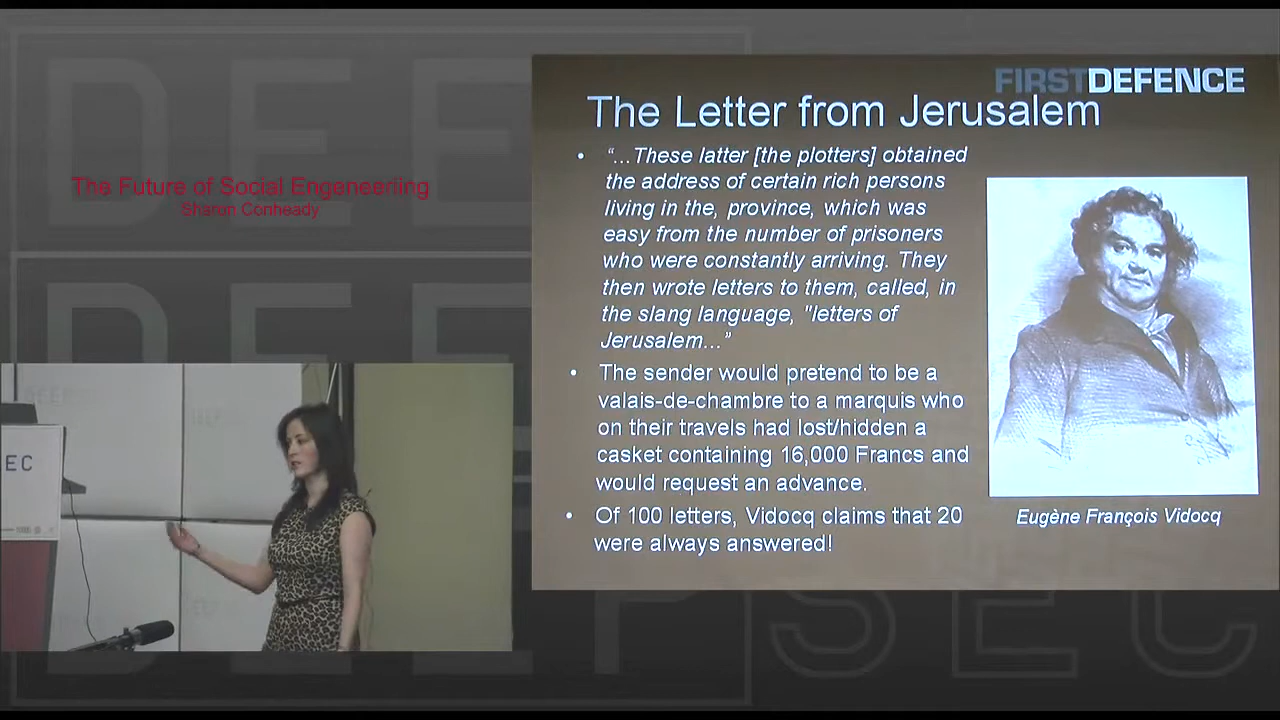 The Future of Social Engeneeriing
Sharon Conheady
FIRSTDEFENCE
The Letter from Jerusalem
• “...These latter [the plotters] obtained
the address of certain rich persons
living in the, province, which was
easy from the number of prisoners
who were constantly arriving. They
then wrote letters to them, called, in
the slang language, "letters of
Jerusalem...”
• The sender would pretend to be a
valais-de-chambre to a marquis who
on their travels had lost/hidden a
casket containing 16,000 Francs and
would request an advance.
• Of 100 letters, Vidocq claims that 20
were always answered!
Eugène François Vidocq
EC
DEEP
SEC